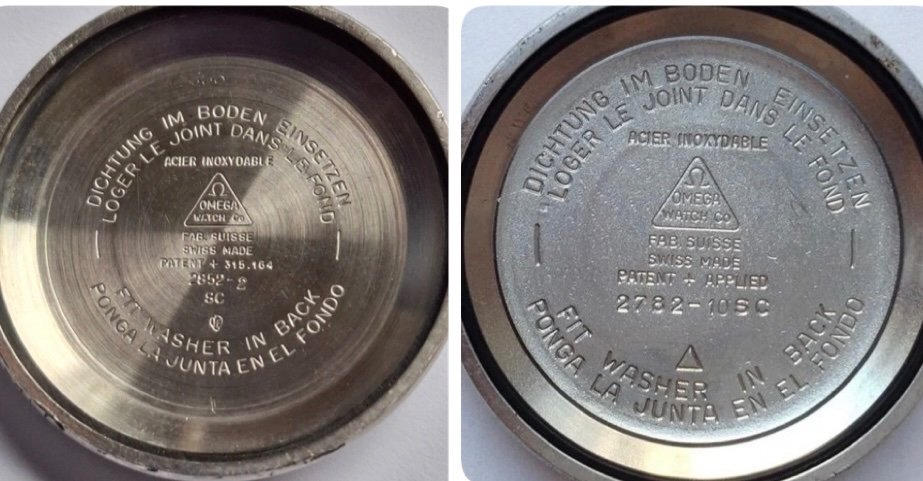 DICHTUNG IM BODEN EINSETZEN
LOGER LE JOINT DANS LE FOND
ACIER INOXYDABLE
Ω
OMEGA
WATCH Co
FAB. SUISSE
SWISS MADE
PATENT + 315.164
2852-2
SC
FIT WASHER IN BACK
PONGA LA JUNTA EN EL FONDO
DICHTUNG IM BODEN EINSETZEN
LOGER LE JOINT DANS LE FOND
ACIER INOXYDABLE
Ω
OMEGA
WATCH Co
FAB. SUISSE
SWISS MADE
PATENT + APPLIED
2782-10 SC
FIT WASHER IN BACK
PONGA LA JUNTA EN EL FONDO